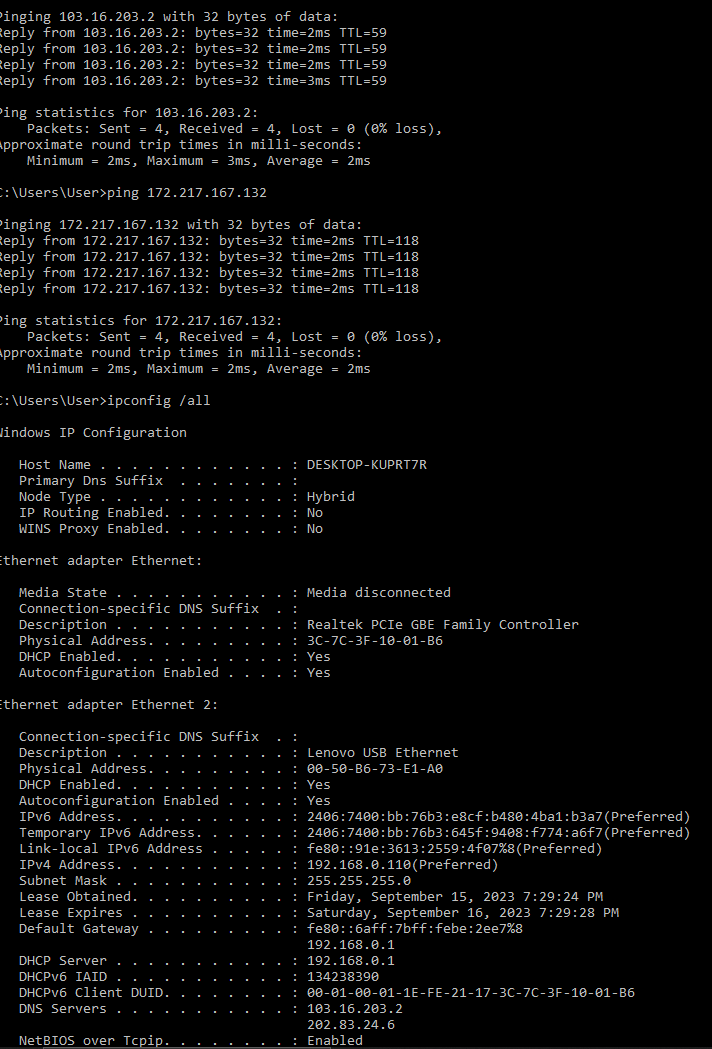 Pinging 103.16.203.2 with 32 bytes of data:
Reply from 103.16.203.2: bytes=32 time=2ms TTL=59
Reply from 103.16.203.2: bytes=32 time=2ms TTL=59
Reply from 103.16.203.2: bytes=32 time=2ms TTL=59
Reply from 103.16.203.2: bytes=32 time=3ms TTL=59

Ping statistics for 103.16.203.2:
    Packets: Sent = 4, Received = 4, Lost = 0 (0% loss),
Approximate round trip times in milli-seconds:
    Minimum = 2ms, Maximum = 3ms, Average = 2ms

C:\Users\User>ping 172.217.167.132

Pinging 172.217.167.132 with 32 bytes of data:
Reply from 172.217.167.132: bytes=32 time=2ms TTL=118
Reply from 172.217.167.132: bytes=32 time=2ms TTL=118
Reply from 172.217.167.132: bytes=32 time=2ms TTL=118
Reply from 172.217.167.132: bytes=32 time=2ms TTL=118

Ping statistics for 172.217.167.132:
    Packets: Sent = 4, Received = 4, Lost = 0 (0% loss),
Approximate round trip times in milli-seconds:
    Minimum = 2ms, Maximum = 2ms, Average = 2ms

C:\Users\User>ipconfig /all

Windows IP Configuration

   Host Name . . . . . . . . . . . . : DESKTOP-KUPRT7R
   Primary Dns Suffix  . . . . . . . :
   Node Type . . . . . . . . . . . . : Hybrid
   IP Routing Enabled. . . . . . . . : No
   WINS Proxy Enabled. . . . . . . . : No

Ethernet adapter Ethernet:

   Media State . . . . . . . . . . . : Media disconnected
   Connection-specific DNS Suffix  . :
   Description . . . . . . . . . . . : Realtek PCIe GBE Family Controller
   Physical Address. . . . . . . . . : 3C-7C-3F-10-01-B6
   DHCP Enabled. . . . . . . . . . . : Yes
   Autoconfiguration Enabled . . . . : Yes

Ethernet adapter Ethernet 2:

   Connection-specific DNS Suffix  . :
   Description . . . . . . . . . . . : Lenovo USB Ethernet
   Physical Address. . . . . . . . . : 00-50-B6-73-E1-A0
   DHCP Enabled. . . . . . . . . . . : Yes
   Autoconfiguration Enabled . . . . : Yes
   IPv6 Address. . . . . . . . . . . : 2406:7400:bb:76b3:e8cf:b480:4ba1:b3a7(Preferred)
   Temporary IPv6 Address. . . . . . : 2406:7400:bb:76b3:645f:9408:f774:a6f7(Preferred)
   Link-local IPv6 Address . . . . . : fe80::91e:3613:2559:4f07%8(Preferred)
   IPv4 Address. . . . . . . . . . . : 192.168.0.110(Preferred)
   Subnet Mask . . . . . . . . . . . : 255.255.255.0
   Lease Obtained. . . . . . . . . . : Friday, September 15, 2023 7:29:24 PM
   Lease Expires . . . . . . . . . . : Saturday, September 16, 2023 7:29:28 PM
   Default Gateway . . . . . . . . . : fe80::6aff:7bff:febe:2ee7%8
                                       192.168.0.1
   DHCP Server . . . . . . . . . . . : 192.168.0.1
   DHCPv6 IAID . . . . . . . . . . . : 134238390
   DHCPv6 Client DUID. . . . . . . . : 00-01-00-01-1E-FE-21-17-3C-7C-3F-10-01-B6
   DNS Servers . . . . . . . . . . . : 103.16.203.2
                                       202.83.24.6
   NetBIOS over Tcpip. . . . . . . . : Enabled